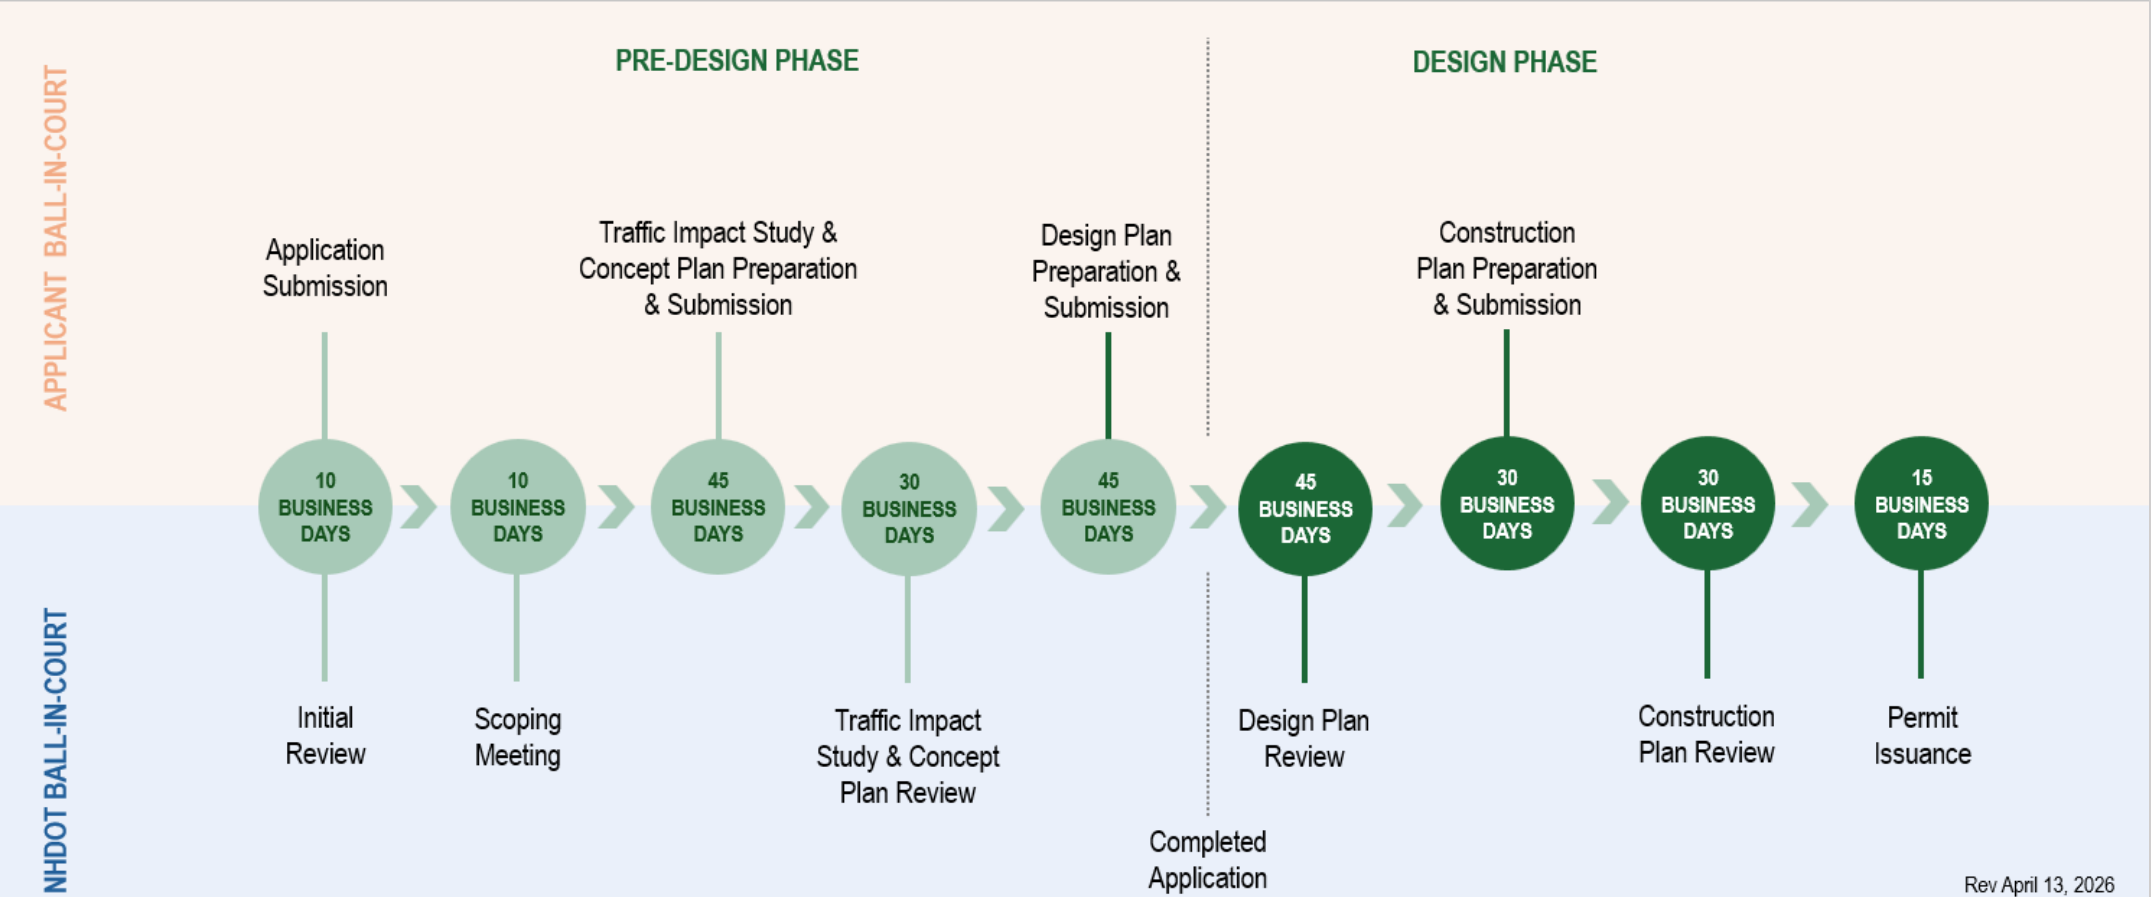 PRE-DESIGN PHASE
DESIGN PHASE
APPLICANT BALL-IN-COURT
Application
Submission
Traffic Impact Study &
Concept Plan Preparation
& Submission
Design Plan
Preparation &
Submission
Construction
Plan Preparation
& Submission
10
BUSINESS
DAYS
10
BUSINESS
DAYS
45
BUSINESS
DAYS
30
BUSINESS
DAYS
45
BUSINESS
DAYS
45
BUSINESS
DAYS
30
BUSINESS
DAYS
30
BUSINESS
DAYS
15
BUSINESS
DAYS
NHDOT BALL-IN-COURT
Initial
Review
Scoping
Meeting
Traffic Impact
Study & Concept
Plan Review
Design Plan
Review
Construction
Plan Review
Permit
Issuance
Completed
Application
Rev April 13, 2026